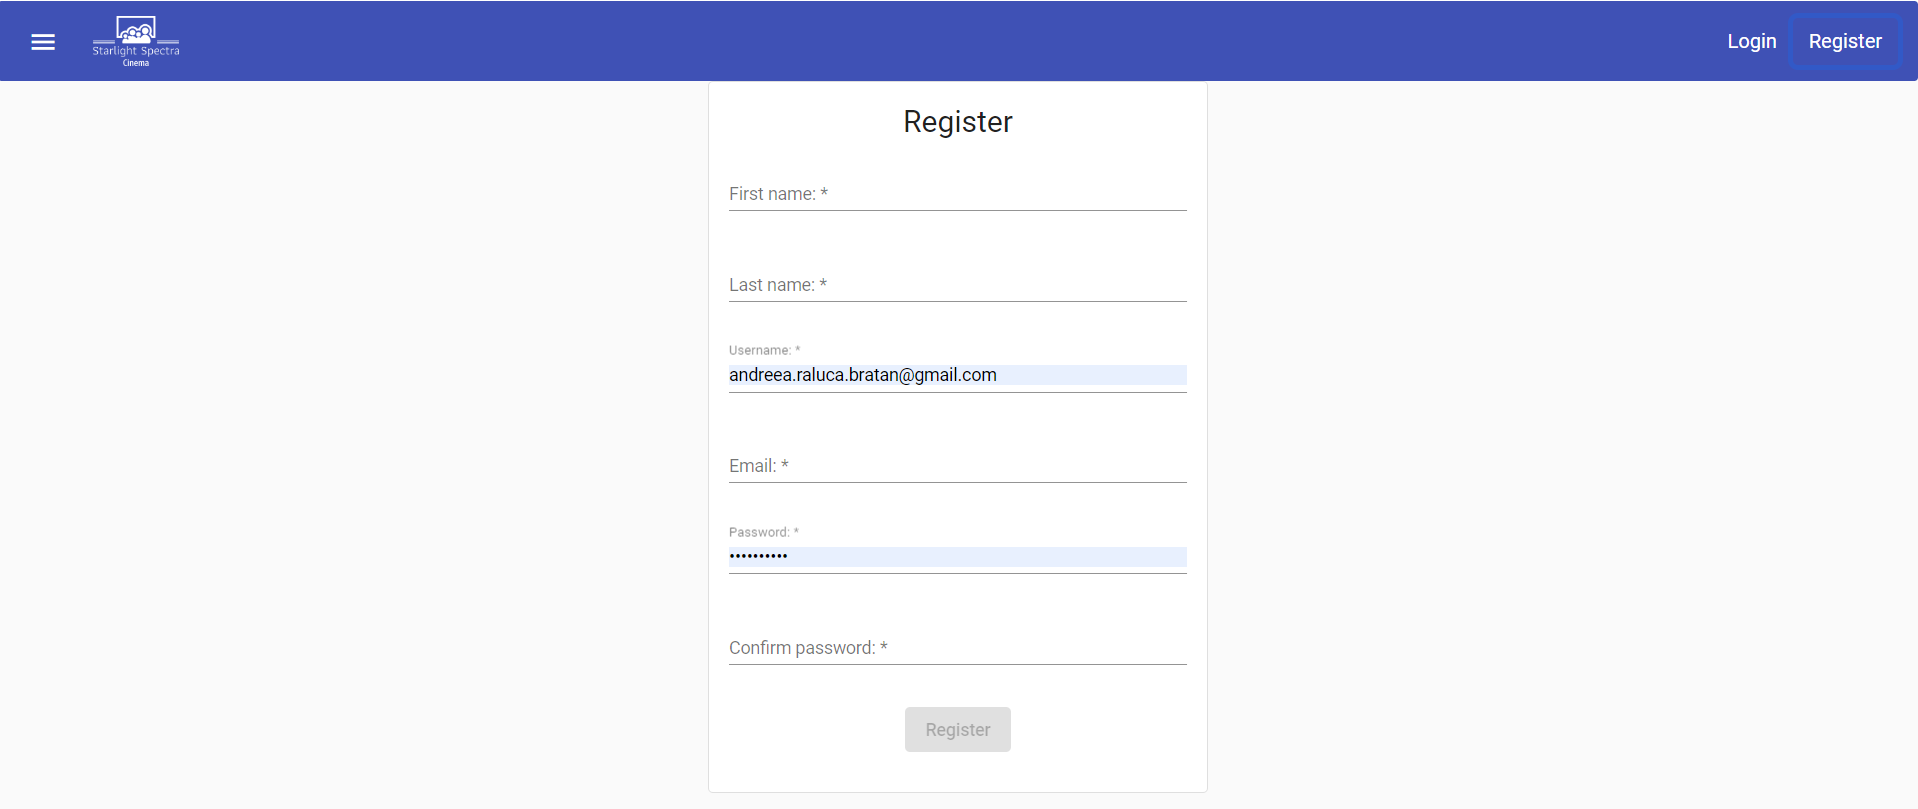 Starlight Spectra
Cinema
Login
Register
Register
First name: *
Last name: *
Username: *
andreea.raluca.bratan@gmail.com
Email: *
Password: *
••••••••••
Confirm password: *
Register